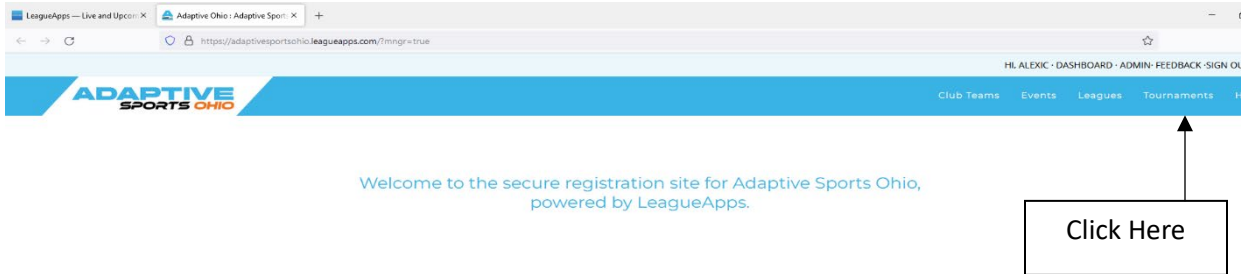 LeagueApps — Live and Upcom
Adaptive Ohio : Adaptive Sport
https://adaptivesportsohio.leagueapps.com/?mngr=true
HI, ALEXIC · DASHBOARD · ADMIN· FEEDBACK ·SIGN OU
ADAPTIVE
SPORTS OHIO
Club Teams Events Leagues Tournaments H
Welcome to the secure registration site for Adaptive Sports Ohio,
powered by LeagueApps.
Click Here